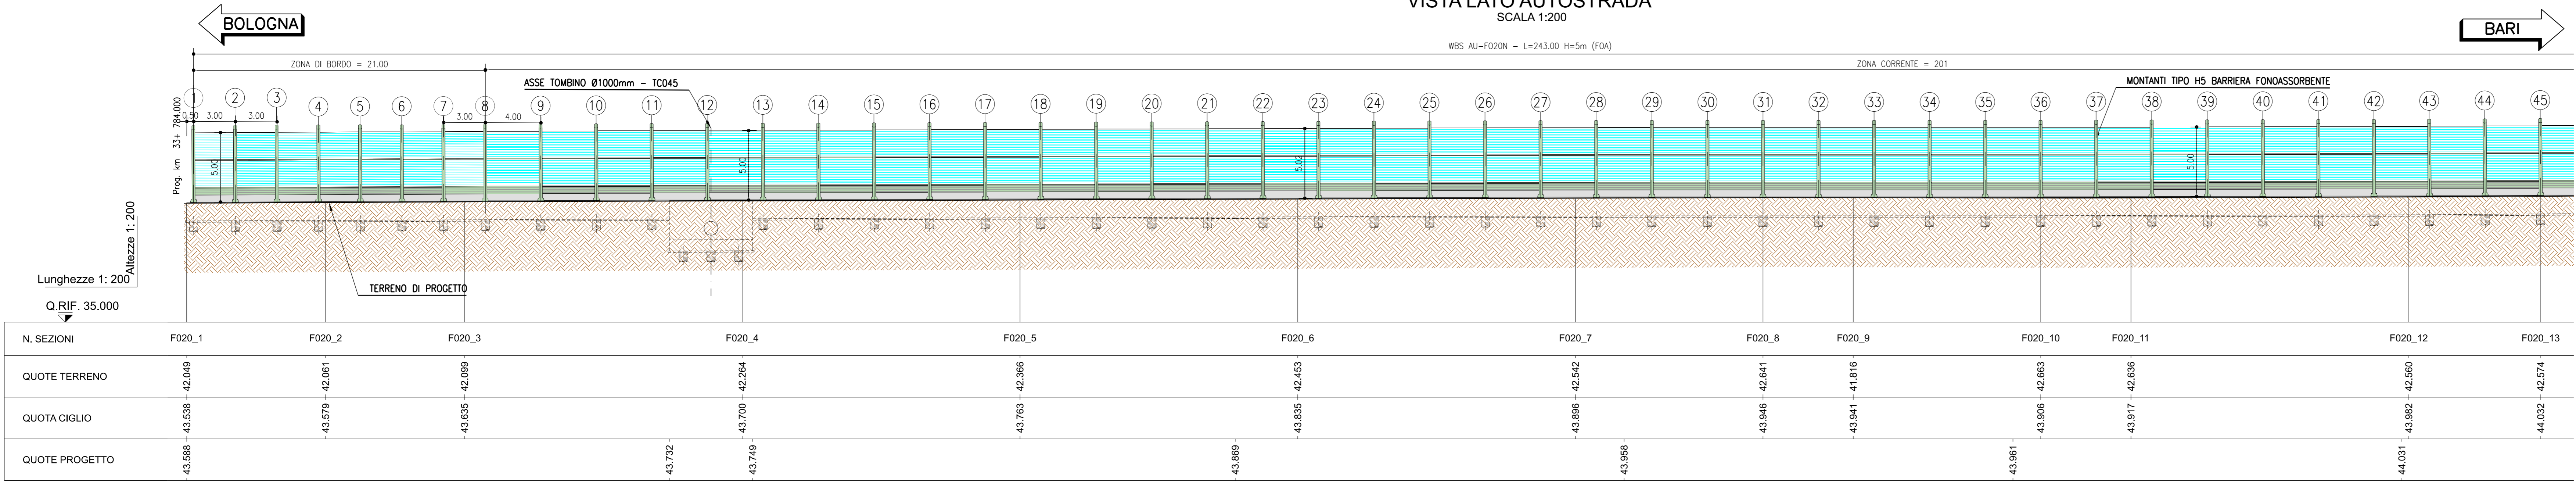 VISTA LATO AUTOSTRADA
SCALA 1:200
BOLOGNA
BARI
WBS AU-FO20N - L=243.00 H=5m (FOA)
ZONA DI BORDO = 21.00
ZONA CORRENTE = 201
ASSE TOMBINO Ø1000mm - TC045
MONTANTI TIPO H5 BARRIERA FONOASSORBENTE
1 2 3 4 5 6 7 8 9 10 11 12 13 14 15 16 17 18 19 20 21 22 23 24 25 26 27 28 29 30 31 32 33 34 35 36 37 38 39 40 41 42 43 44 45
0.50 3.00 3.00 3.00 4.00
Prog. km 33+ 784.000
5.00 5.00 5.02 5.00
Altezze 1: 200
Lunghezze 1: 200
TERRENO DI PROGETTO
Q.RIF. 35.000
N. SEZIONI F020_1 F020_2 F020_3 F020_4 F020_5 F020_6 F020_7 F020_8 F020_9 F020_10 F020_11 F020_12 F020_13
QUOTE TERRENO 42.049 42.061 42.099 42.264 42.366 42.453 42.542 42.641 41.816 42.663 42.636 42.560 42.574
QUOTA CIGLIO 43.538 43.579 43.635 43.700 43.763 43.835 43.896 43.946 43.941 43.906 43.917 43.982 44.032
QUOTE PROGETTO 43.588 43.732 43.749 43.869 43.958 43.961 44.031